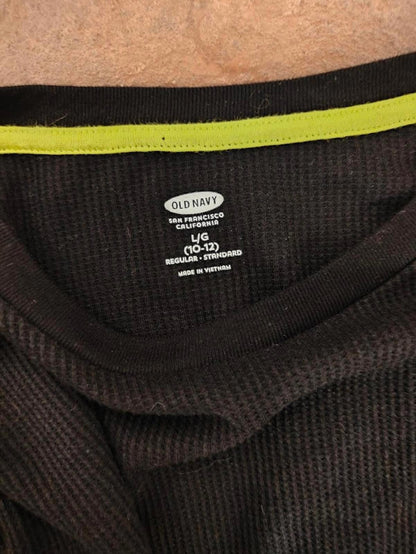 OLD NAVY
SAN FRANCISCO
CALIFORNIA
L/G
(10-12)
REGULAR • STANDARD
MADE IN VIETNAM